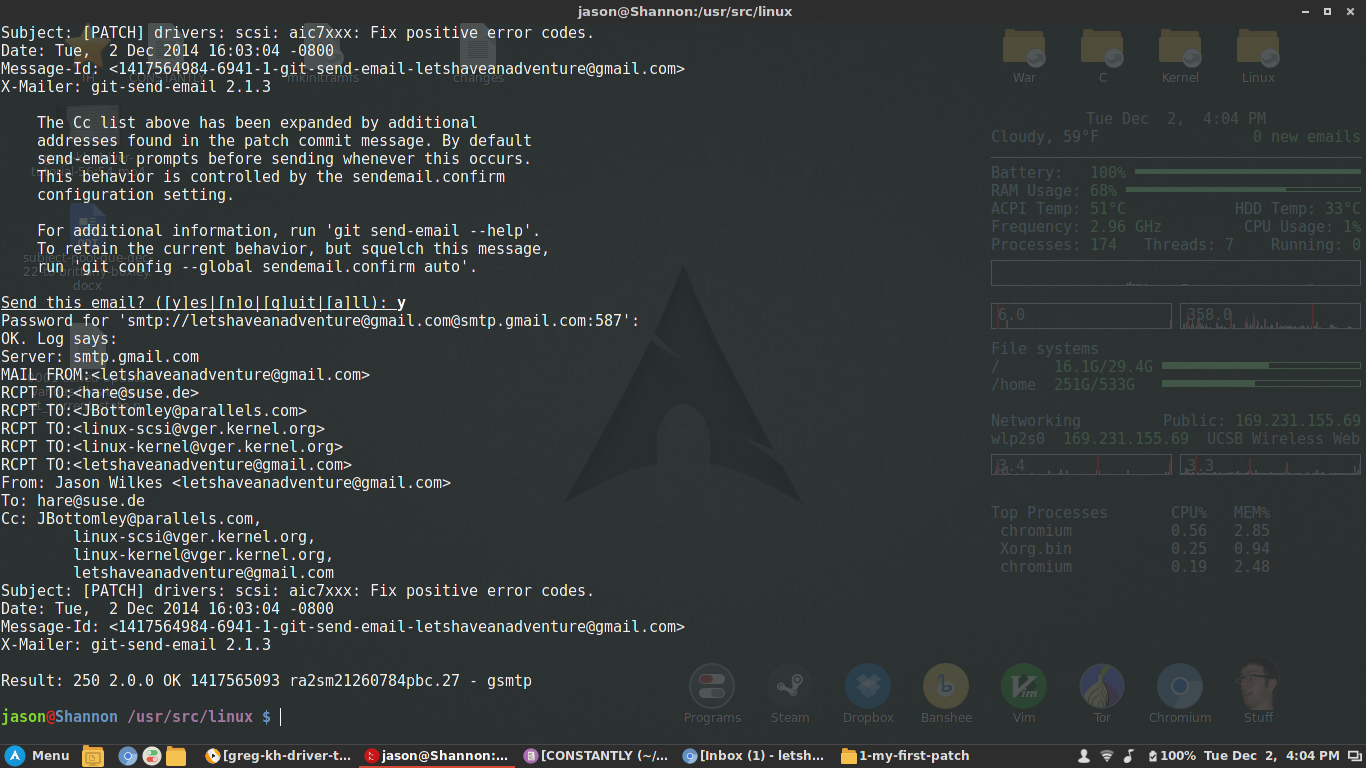 jason@Shannon:/usr/src/linux
Subject: [PATCH] drivers: scsi: aic7xxx: Fix positive error codes.
Date: Tue,  2 Dec 2014 16:03:04 -0800
Message-Id: <1417564984-6941-1-git-send-email-letshaveanadventure@gmail.com>
X-Mailer: git-send-email 2.1.3
    The Cc list above has been expanded by additional
    addresses found in the patch commit message. By default
    send-email prompts before sending whenever this occurs.
    This behavior is controlled by the sendemail.confirm
    configuration setting.
    For additional information, run 'git send-email --help'.
    To retain the current behavior, but squelch this message,
    run 'git config --global sendemail.confirm auto'.
Send this email? ([y]es|[n]o|[q]uit|[a]ll): y
Password for 'smtp://letshaveanadventure@gmail.com@smtp.gmail.com:587':
OK. Log says:
Server: smtp.gmail.com
MAIL FROM:<letshaveanadventure@gmail.com>
RCPT TO:<hare@suse.de>
RCPT TO:<JBottomley@parallels.com>
RCPT TO:<linux-scsi@vger.kernel.org>
RCPT TO:<linux-kernel@vger.kernel.org>
RCPT TO:<letshaveanadventure@gmail.com>
From: Jason Wilkes <letshaveanadventure@gmail.com>
To: hare@suse.de
Cc: JBottomley@parallels.com,
        linux-scsi@vger.kernel.org,
        linux-kernel@vger.kernel.org,
        letshaveanadventure@gmail.com
Subject: [PATCH] drivers: scsi: aic7xxx: Fix positive error codes.
Date: Tue,  2 Dec 2014 16:03:04 -0800
Message-Id: <1417564984-6941-1-git-send-email-letshaveanadventure@gmail.com>
X-Mailer: git-send-email 2.1.3
Result: 250 2.0.0 OK 1417565093 ra2sm21260784pbc.27 - gsmtp
jason@Shannon /usr/src/linux $
CONSTANTLY mkinitramfs changes
subject-pool-due-dec-
22-to brittany boxley.
docx
War C Kernel Linux
Tue Dec  2,  4:04 PM
Cloudy, 59°F 0 new emails
Battery: 100%
RAM Usage: 68%
ACPI Temp: 51°C HDD Temp: 33°C
Frequency: 2.96 GHz CPU Usage: 1%
Processes: 174 Threads: 7 Running: 0
6.0 358.0
File systems
/ 16.1G/29.4G
/home 251G/533G
Networking Public: 169.231.155.69
wlp2s0 169.231.155.69 UCSB Wireless Web
3.4 3.3
Top Processes CPU% MEM%
chromium 0.56 2.85
Xorg.bin 0.25 0.94
chromium 0.19 2.48
Programs Steam Dropbox Banshee Vim Tor Chromium Stuff
Menu [greg-kh-driver-t... jason@Shannon:... [CONSTANTLY (~/... [Inbox (1) - letsh... 1-my-first-patch 100% Tue Dec  2,  4:04 PM